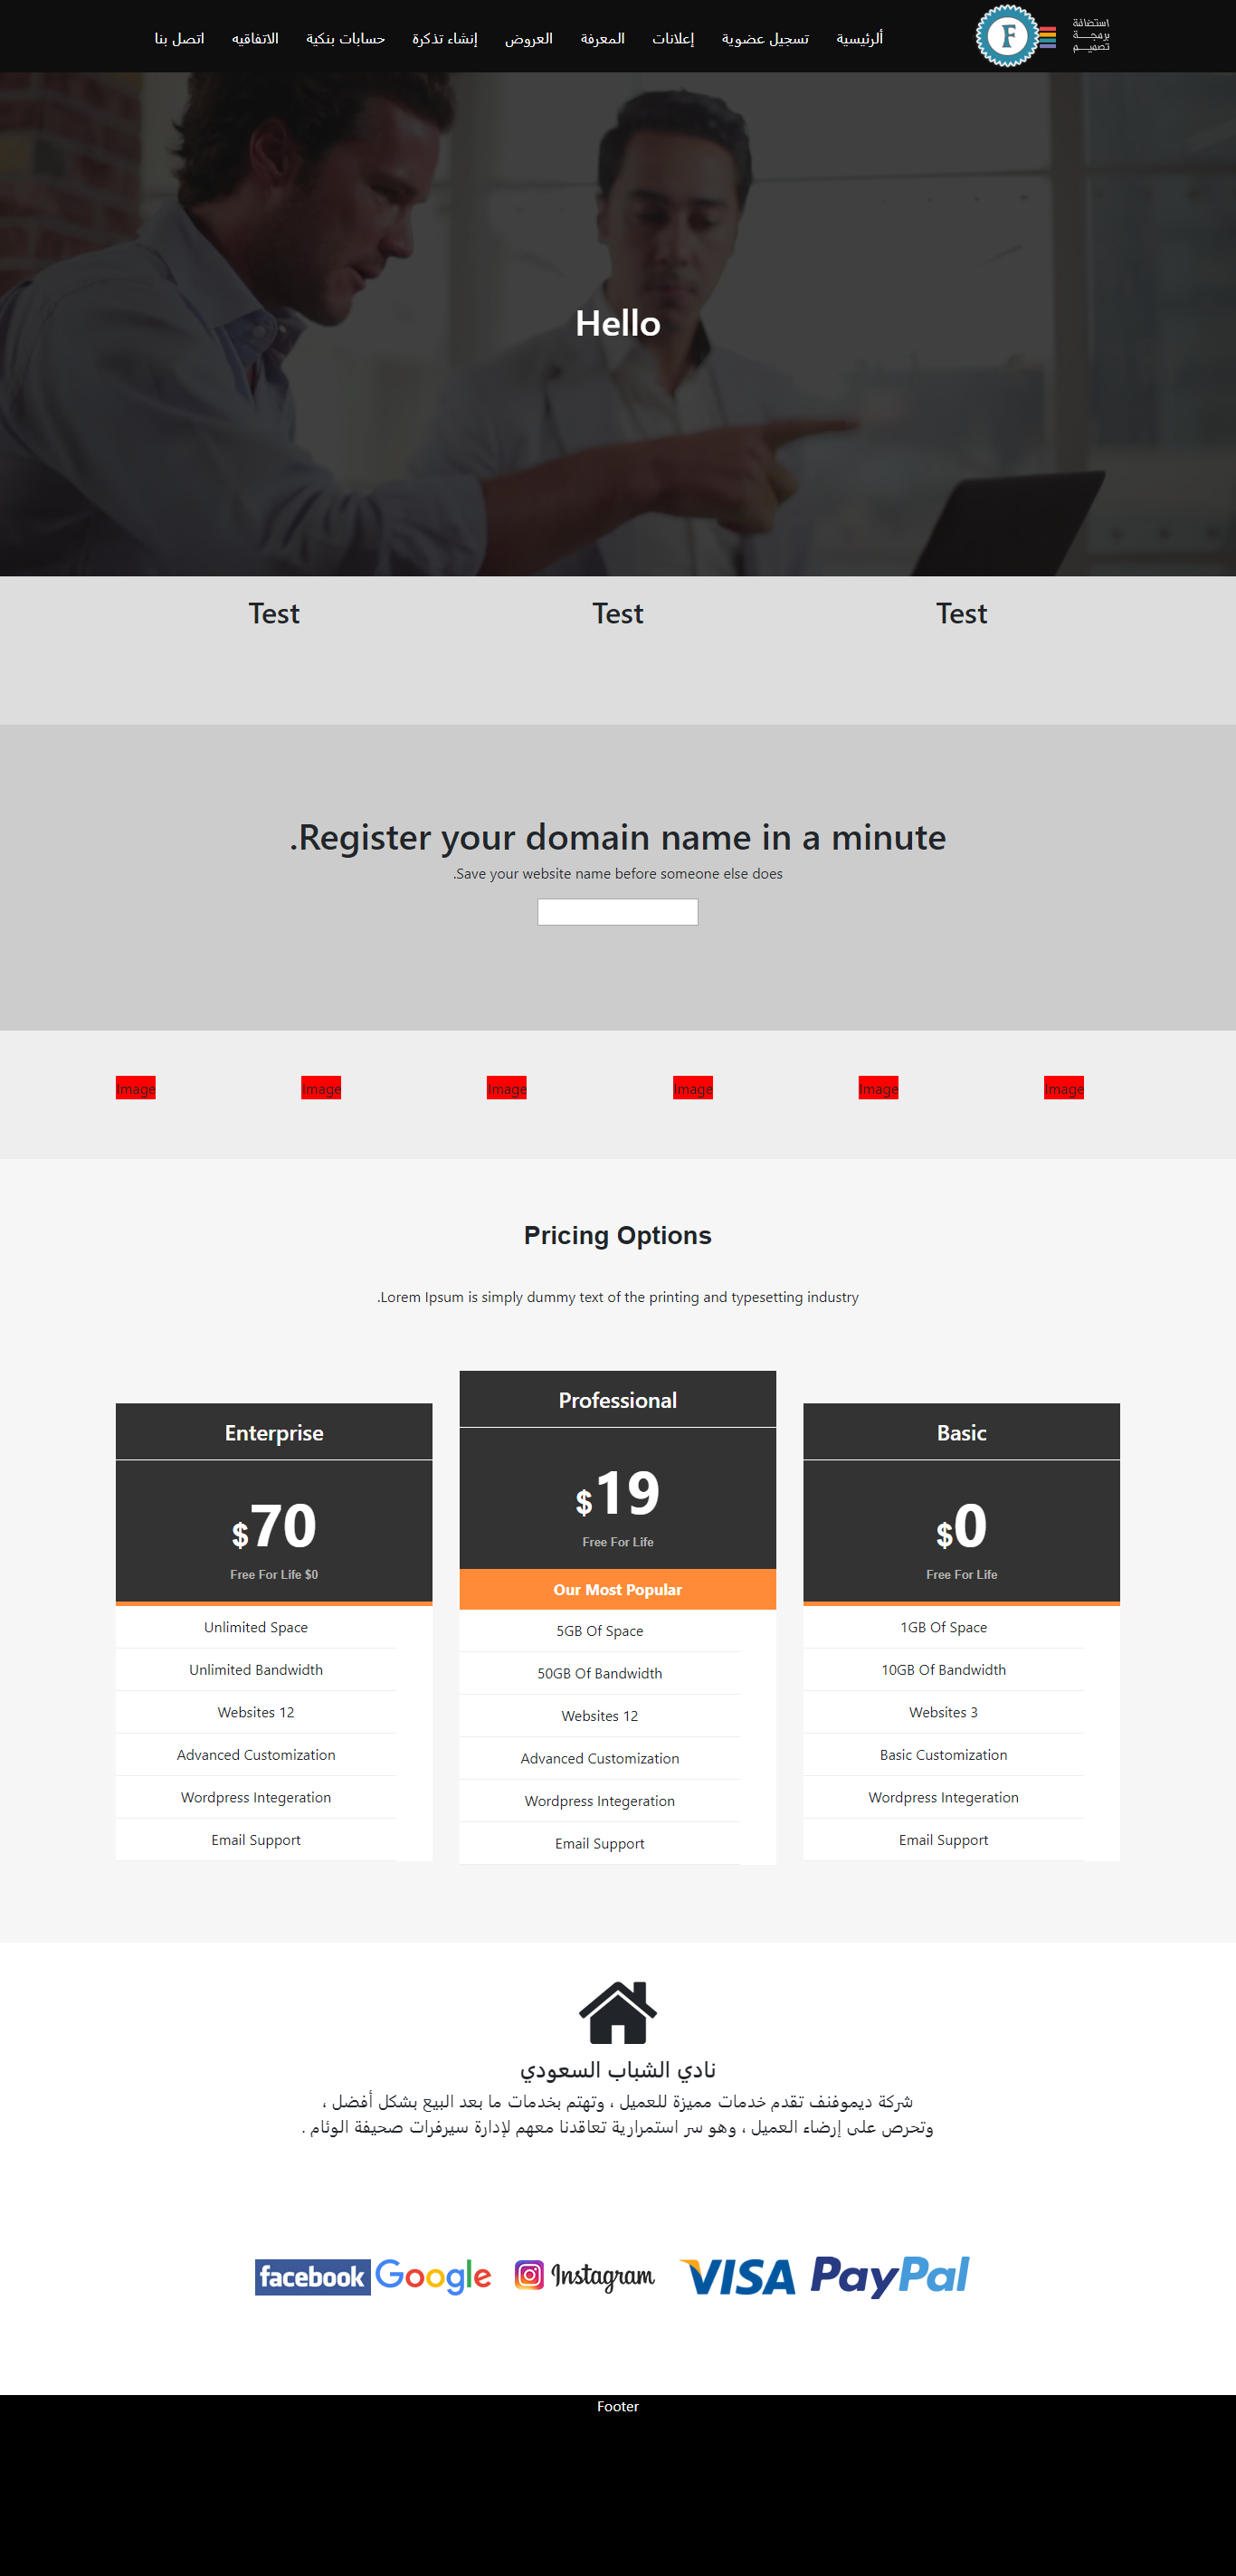 استضافة
برمجـــــة
تصميـــم
F
ألرئيسية تسجيل عضوية إعلانات المعرفة العروض إنشاء تذكرة حسابات بنكية الاتفاقيه اتصل بنا
Hello
Test Test Test
.Register your domain name in a minute
.Save your website name before someone else does
Image Image Image Image Image Image
Pricing Options
.Lorem Ipsum is simply dummy text of the printing and typesetting industry
Enterprise
$70
Free For Life $0
Unlimited Space
Unlimited Bandwidth
Websites 12
Advanced Customization
Wordpress Integeration
Email Support
Professional
$19
Free For Life
Our Most Popular
5GB Of Space
50GB Of Bandwidth
Websites 12
Advanced Customization
Wordpress Integeration
Email Support
Basic
$0
Free For Life
1GB Of Space
10GB Of Bandwidth
Websites 3
Basic Customization
Wordpress Integeration
Email Support
نادي الشباب السعودي
شركة ديموفنف تقدم خدمات مميزة للعميل ، وتهتم بخدمات ما بعد البيع بشكل أفضل ،
وتحرص على إرضاء العميل ، وهو سر استمرارية تعاقدنا معهم لإدارة سيرفرات صحيفة الوئام .
facebook Google Instagram VISA PayPal
Footer